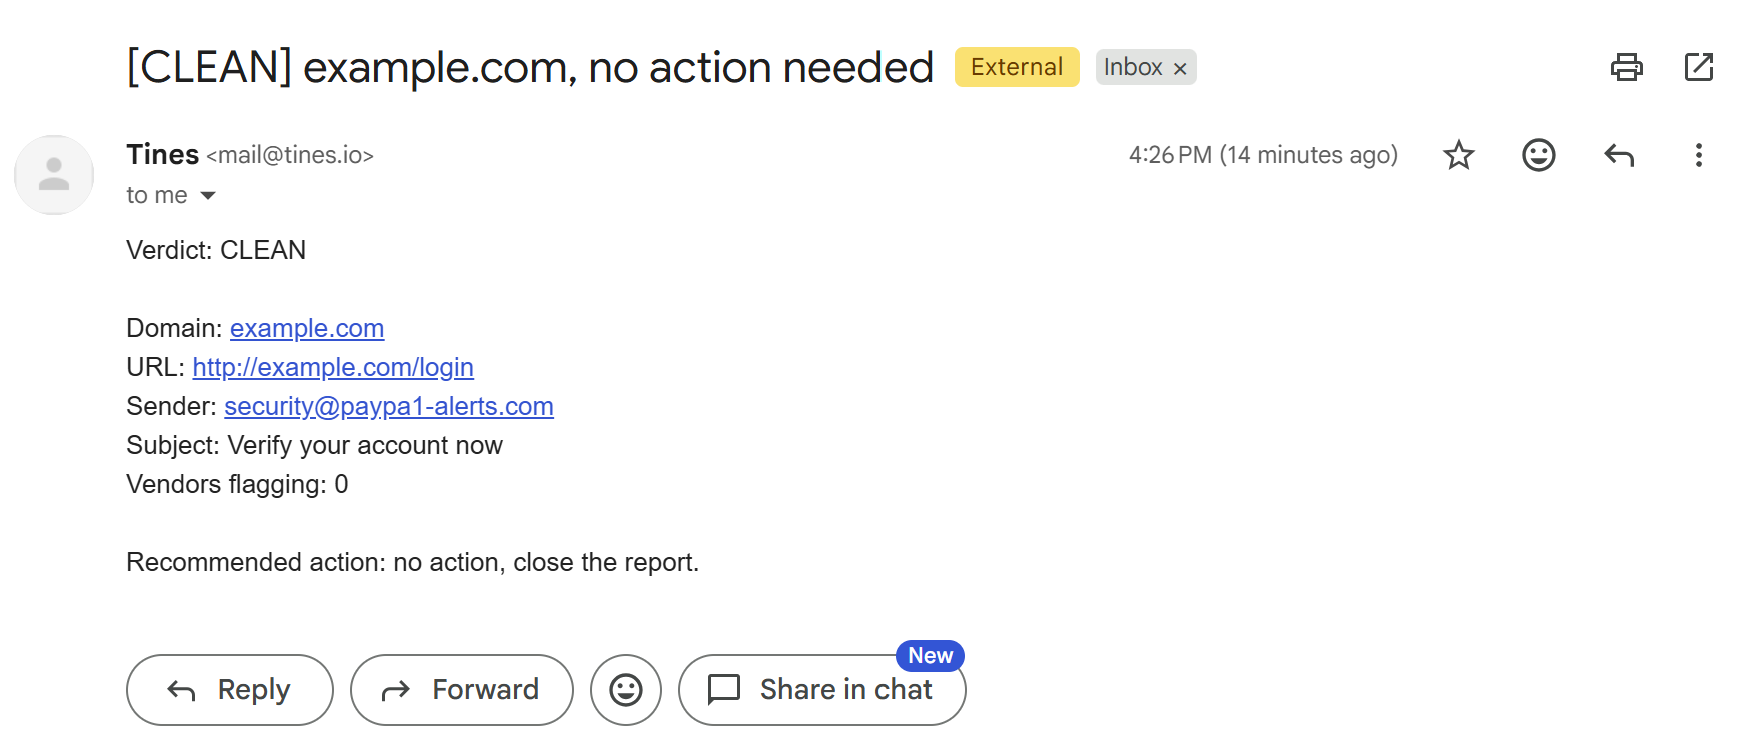 [CLEAN] example.com, no action needed External Inbox ×
Tines <mail@tines.io> 4:26 PM (14 minutes ago)
to me
Verdict: CLEAN
Domain: example.com
URL: http://example.com/login
Sender: security@paypa1-alerts.com
Subject: Verify your account now
Vendors flagging: 0
Recommended action: no action, close the report.
New
Reply Forward Share in chat